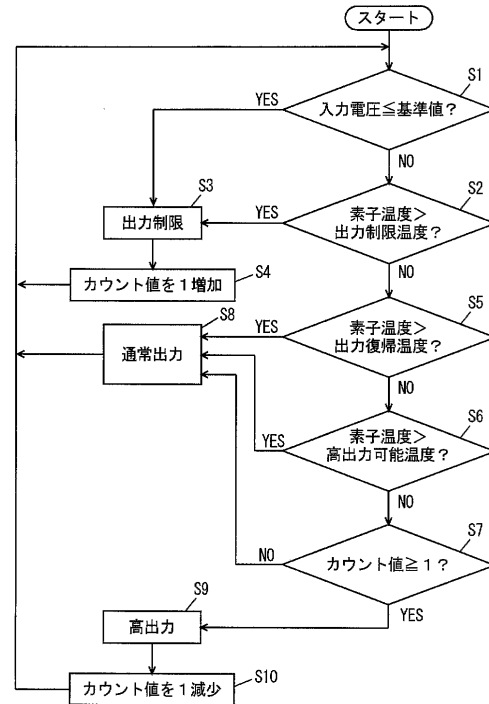 スタート
S1
入力電圧≦基準値？
YES
NO
S2
素子温度＞
出力制限温度？
YES
S3
出力制限
NO
S4
カウント値を１増加
S5
素子温度＞
出力復帰温度？
YES
S8
通常出力
NO
S6
素子温度＞
高出力可能温度？
YES
NO
S7
カウント値≧１？
NO
YES
S9
高出力
S10
カウント値を１減少